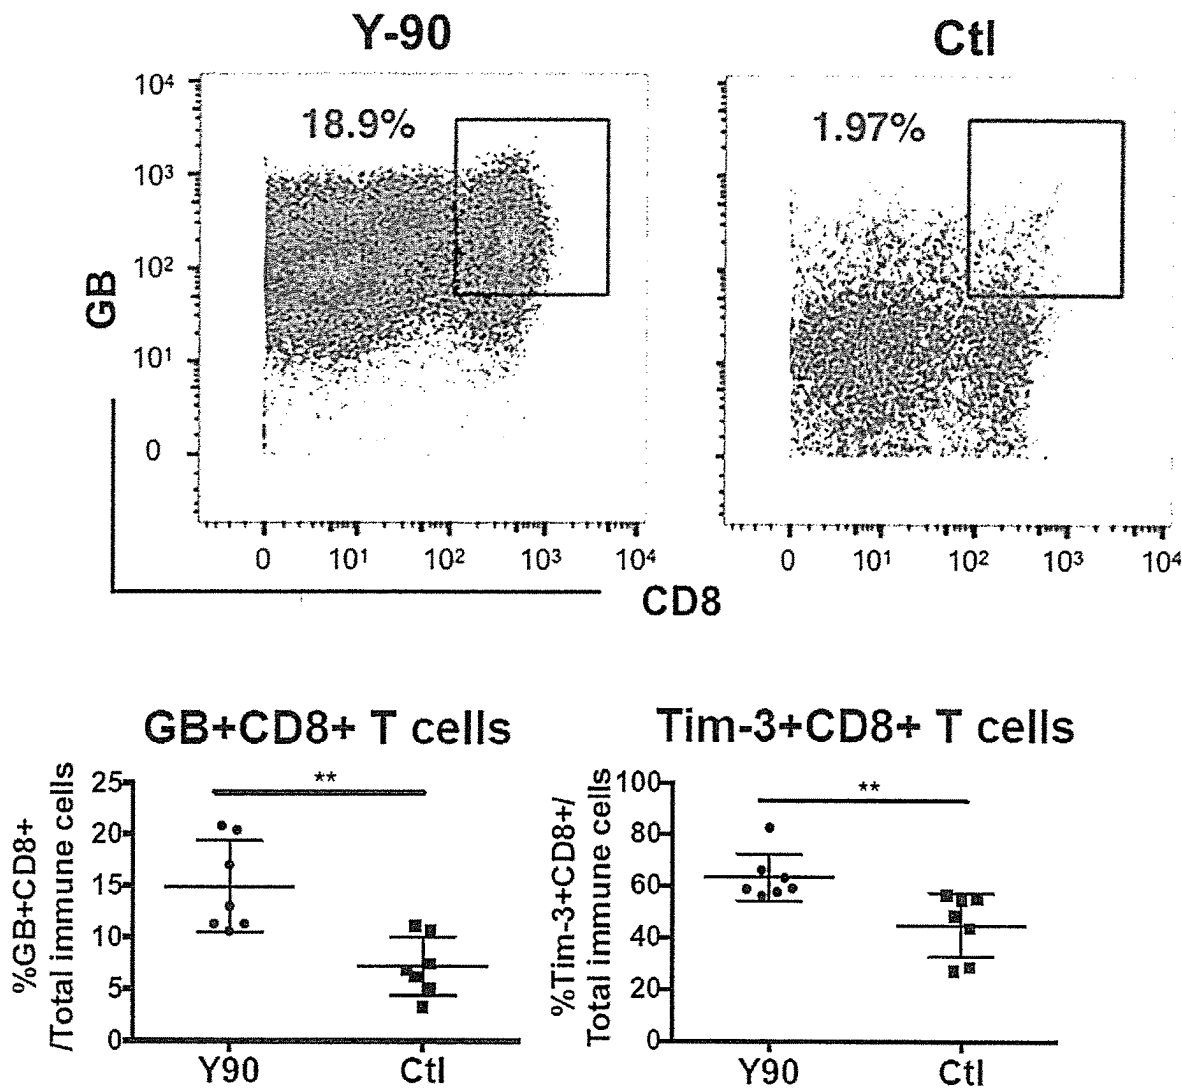 Y-90
Ctl
10⁴
10³
10²
10¹
0
GB
18.9%
1.97%
0 10¹ 10² 10³ 10⁴
0 10¹ 10² 10³ 10⁴
CD8
GB+CD8+ T cells
%GB+CD8+
/Total immune cells
25
20
15
10
5
0
**
Y90 Ctl
Tim-3+CD8+ T cells
%Tim-3+CD8+/
Total immune cells
100
80
60
40
20
0
**
Y90 Ctl